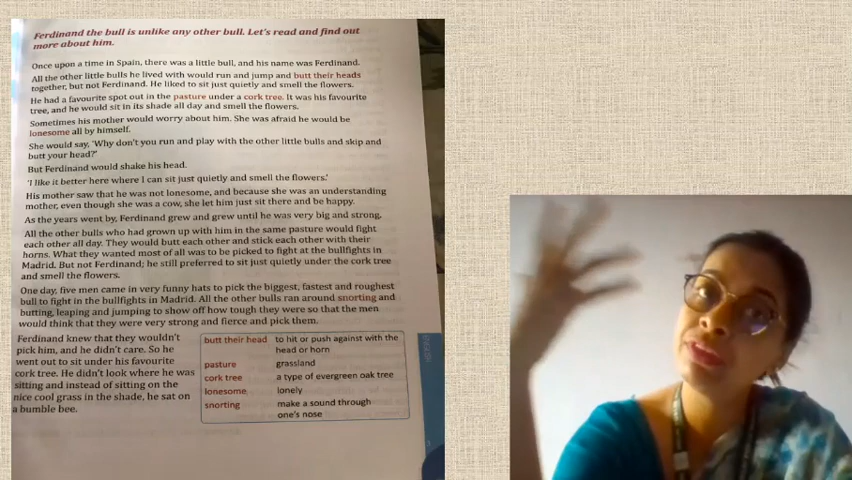 Ferdinand the bull is unlike any other bull. Let's read and find out
more about him.
Once upon a time in Spain, there was a little bull, and his name was Ferdinand.
All the other little bulls he lived with would run and jump and butt their heads
together, but not Ferdinand. He liked to sit just quietly and smell the flowers.
He had a favourite spot out in the pasture under a cork tree. It was his favourite
tree, and he would sit in its shade all day and smell the flowers.
Sometimes his mother would worry about him. She was afraid he would be
lonesome all by himself.
She would say, 'Why don't you run and play with the other little bulls and skip and
butt your head?'
But Ferdinand would shake his head.
'I like it better here where I can sit just quietly and smell the flowers.'
His mother saw that he was not lonesome, and because she was an understanding
mother, even though she was a cow, she let him just sit there and be happy.
As the years went by, Ferdinand grew and grew until he was very big and strong.
All the other bulls who had grown up with him in the same pasture would fight
each other all day. They would butt each other and stick each other with their
horns. What they wanted most of all was to be picked to fight at the bullfights in
Madrid. But not Ferdinand; he still preferred to sit just quietly under the cork tree
and smell the flowers.
One day, five men came in very funny hats to pick the biggest, fastest and roughest
bull to fight in the bullfights in Madrid. All the other bulls ran around snorting and
butting, leaping and jumping to show off how tough they were so that the men
would think that they were very strong and fierce and pick them.
Ferdinand knew that they wouldn't
pick him, and he didn't care. So he
went out to sit under his favourite
cork tree. He didn't look where he was
sitting and instead of sitting on the
nice cool grass in the shade, he sat on
a bumble bee.
butt their head to hit or push against with the
head or horn
pasture grassland
cork tree a type of evergreen oak tree
lonesome lonely
snorting make a sound through
one's nose
ENGLISH